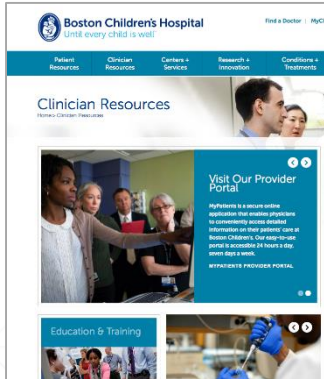 Boston Children's Hospital
Until every child is well
Find a Doctor | MyC
Patient Resources
Clinician Resources
Centers + Services
Research + Innovation
Conditions + Treatments
Clinician Resources
Home> Clinician Resources
Visit Our Provider
Portal
MyPatients is a secure online
application that enables physicians
to conveniently access detailed
information on their patients' care at
Boston Children's. Our easy-to-use
portal is accessible 24 hours a day,
seven days a week.
MYPATIENTS PROVIDER PORTAL
Education & Training